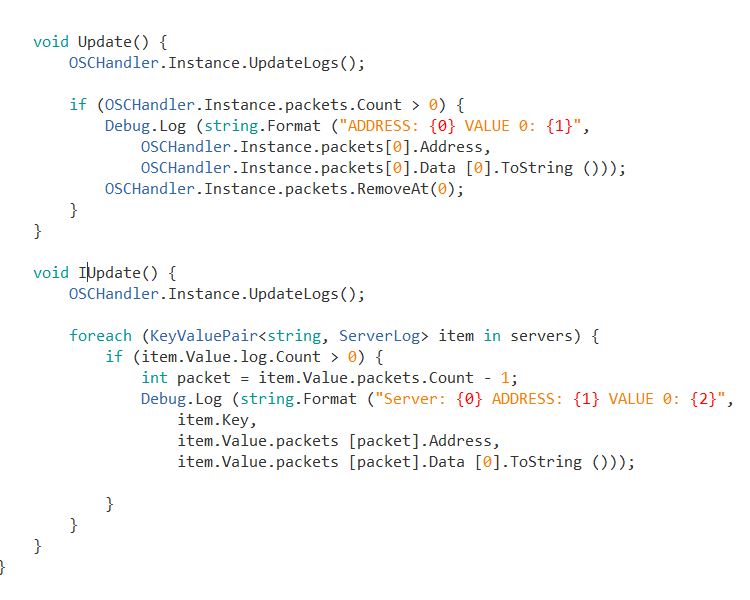 void Update() {
OSCHandler.Instance.UpdateLogs();
if (OSCHandler.Instance.packets.Count > 0) {
Debug.Log (string.Format ("ADDRESS: {0} VALUE 0: {1}",
OSCHandler.Instance.packets[0].Address,
OSCHandler.Instance.packets[0].Data [0].ToString ()));
OSCHandler.Instance.packets.RemoveAt(0);
}
}
void IUpdate() {
OSCHandler.Instance.UpdateLogs();
foreach (KeyValuePair<string, ServerLog> item in servers) {
if (item.Value.log.Count > 0) {
int packet = item.Value.packets.Count - 1;
Debug.Log (string.Format ("Server: {0} ADDRESS: {1} VALUE 0: {2}",
item.Key,
item.Value.packets [packet].Address,
item.Value.packets [packet].Data [0].ToString ()));
}
}
}
}